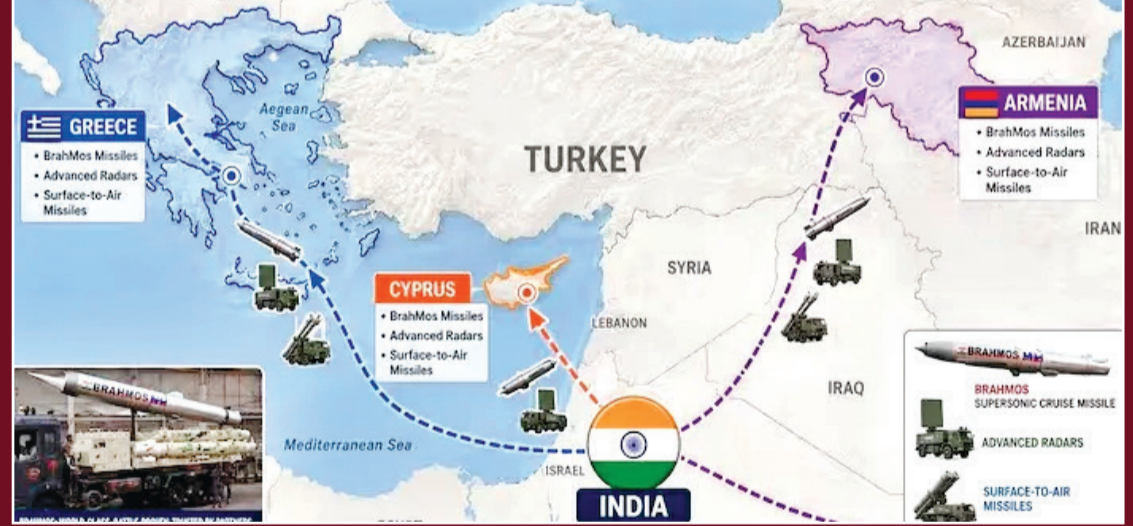 AZERBAIJAN
ARMENIA
• BrahMos Missiles
• Advanced Radars
• Surface-to-Air
Missiles
GREECE
• BrahMos Missiles
• Advanced Radars
• Surface-to-Air
Missiles
Aegean
Sea
TURKEY
IRAN
SYRIA
CYPRUS
• BrahMos Missiles
• Advanced Radars
• Surface-to-Air
Missiles
LEBANON
IRAQ
BRAHMOS
BRAHMOS
SUPERSONIC CRUISE MISSILE
ADVANCED RADARS
SURFACE-TO-AIR
MISSILES
BRAHMOS
Mediterranean Sea
ISRAEL
INDIA